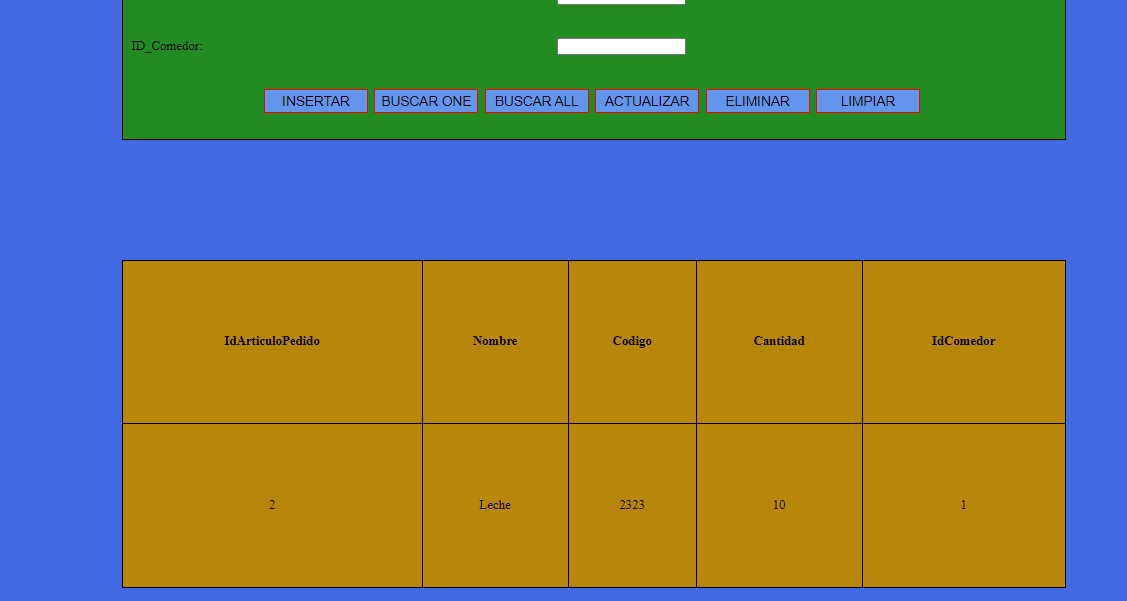 ID_Comedor:
INSERTAR BUSCAR ONE BUSCAR ALL ACTUALIZAR ELIMINAR LIMPIAR
IdArticuloPedido Nombre Codigo Cantidad IdComedor
2 Leche 2323 10 1